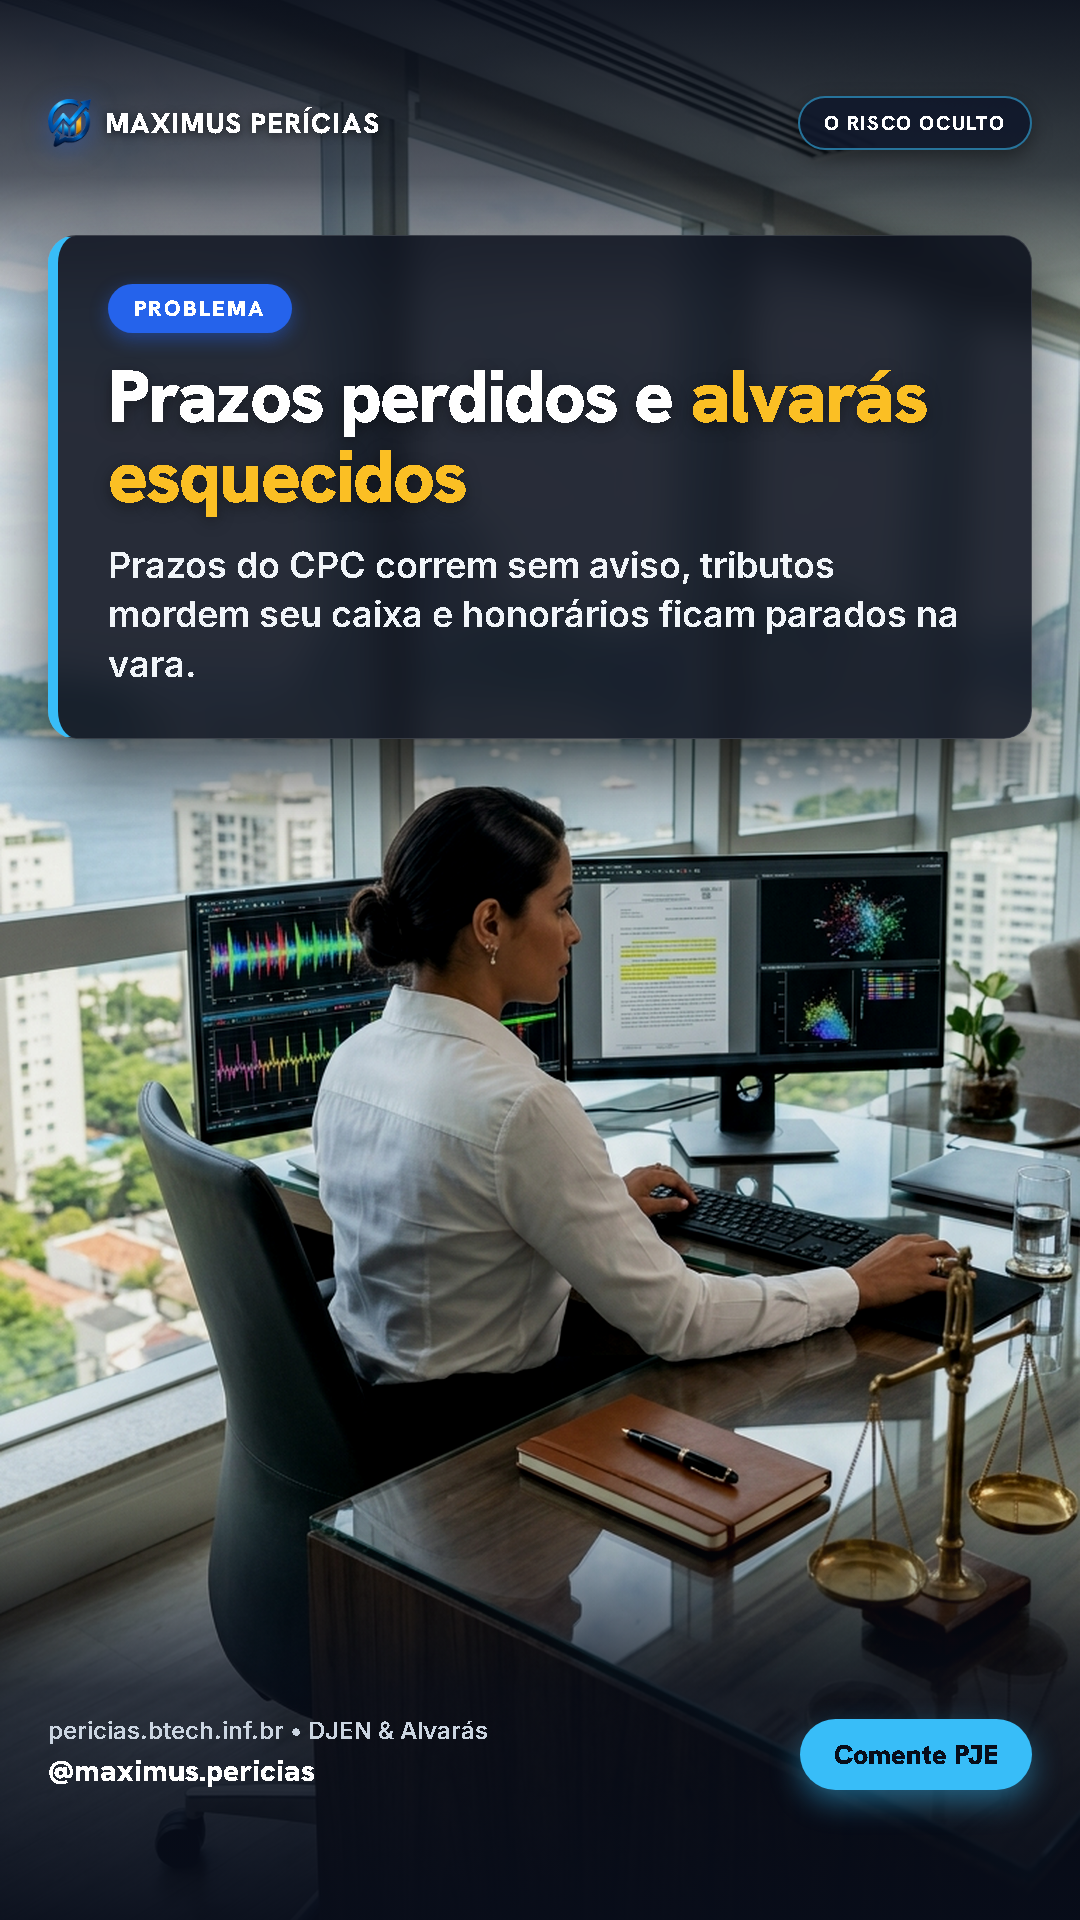 MAXIMUS PERÍCIAS
O RISCO OCULTO
PROBLEMA
Prazos perdidos e alvarás
esquecidos
Prazos do CPC correm sem aviso, tributos
mordem seu caixa e honorários ficam parados na
vara.
pericias.btech.inf.br • DJEN & Alvarás
@maximus.pericias
Comente PJE